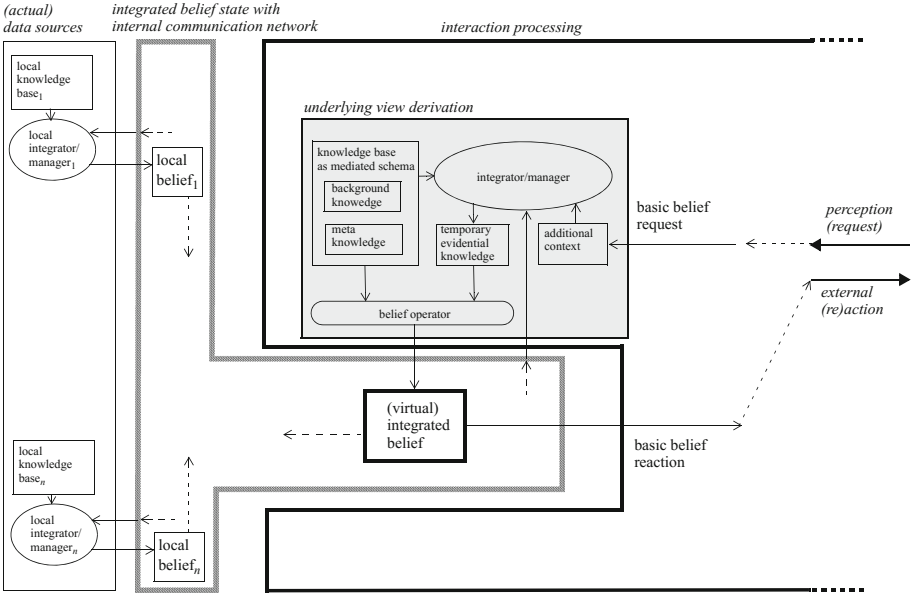 (actual)
data sources
integrated belief state with
internal communication network
interaction processing
local
knowledge
base1
local
integrator/
manager1
local
belief1
underlying view derivation
knowledge base
as mediated schema
background
knowedge
meta
knowledge
integrator/manager
temporary
evidential
knowledge
additional
context
belief operator
basic belief
request
perception
(request)
external
(re)action
(virtual)
integrated
belief
basic belief
reaction
local
knowledge
basen
local
integrator/
managern
local
beliefn